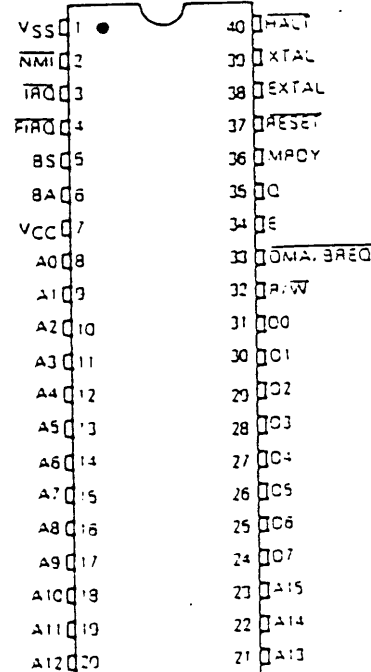 VSS 1
NMI 2
IRQ 3
FIRQ 4
BS 5
BA 6
VCC 7
A0 8
A1 9
A2 10
A3 11
A4 12
A5 13
A6 14
A7 15
A8 16
A9 17
A10 18
A11 19
A12 20
40 HALT
39 XTAL
38 EXTAL
37 RESET
36 MRDY
35 Q
34 E
33 DMA/BREQ
32 R/W
31 D0
30 D1
29 D2
28 D3
27 D4
26 D5
25 D6
24 D7
23 A15
22 A14
21 A13